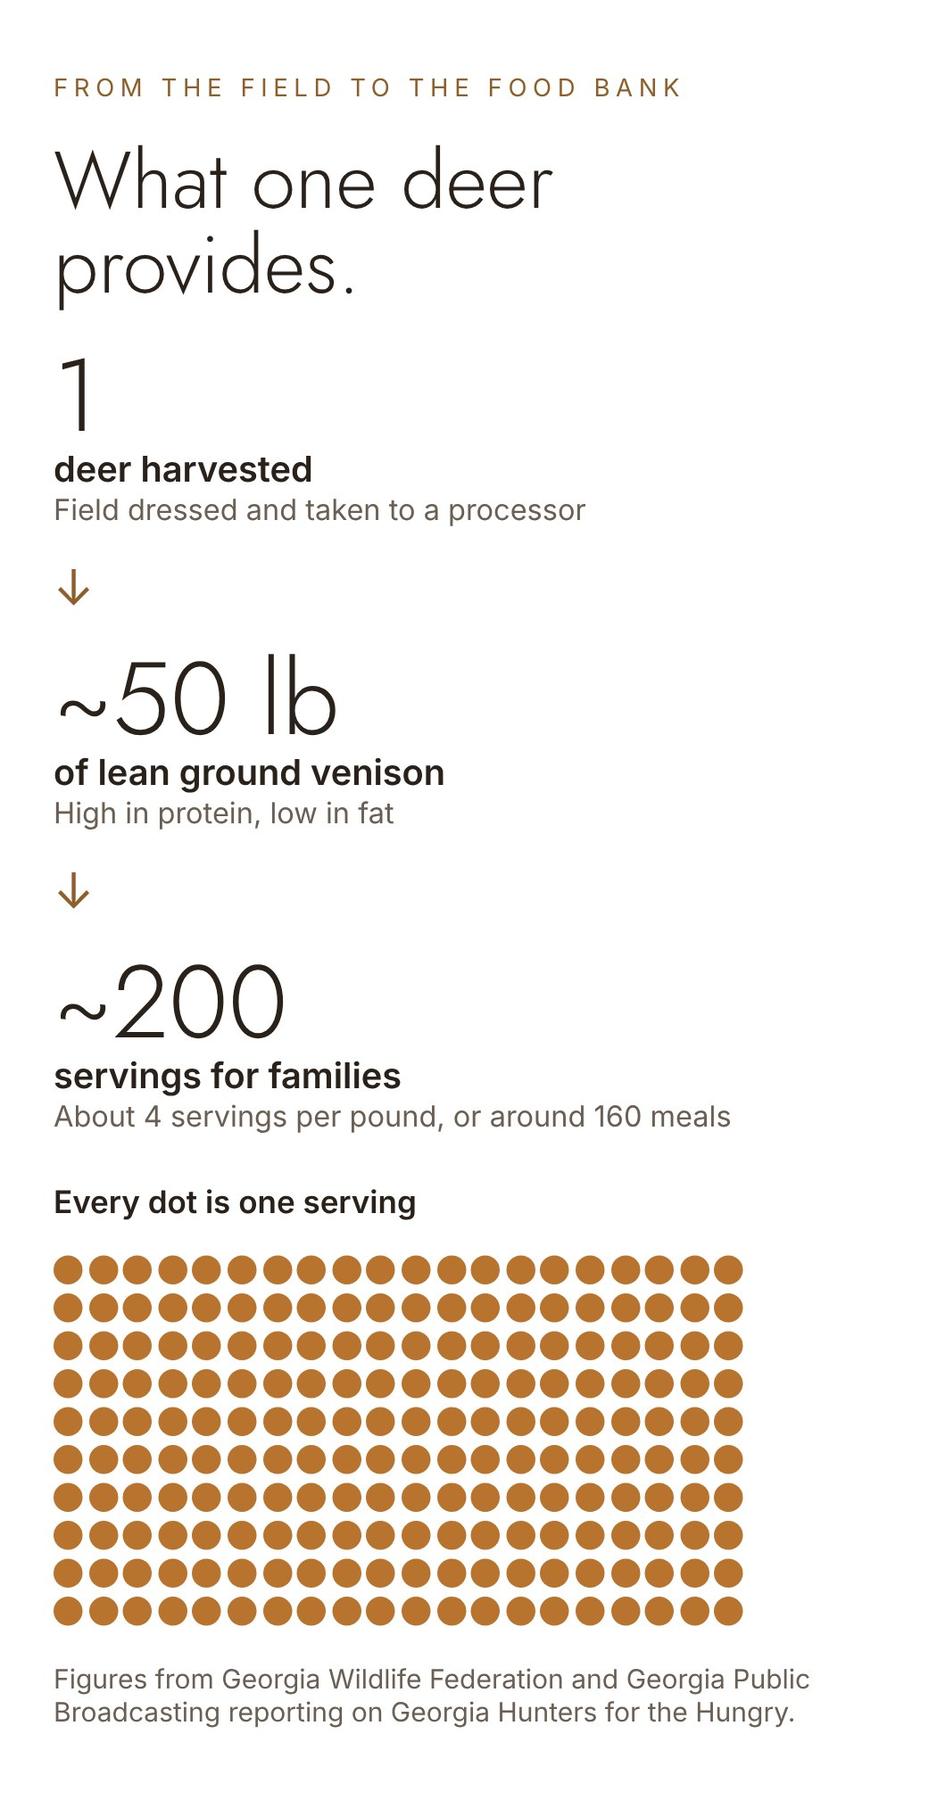 FROM THE FIELD TO THE FOOD BANK
What one deer
provides.
1
deer harvested
Field dressed and taken to a processor
↓
~50 lb
of lean ground venison
High in protein, low in fat
↓
~200
servings for families
About 4 servings per pound, or around 160 meals
Every dot is one serving
Figures from Georgia Wildlife Federation and Georgia Public
Broadcasting reporting on Georgia Hunters for the Hungry.